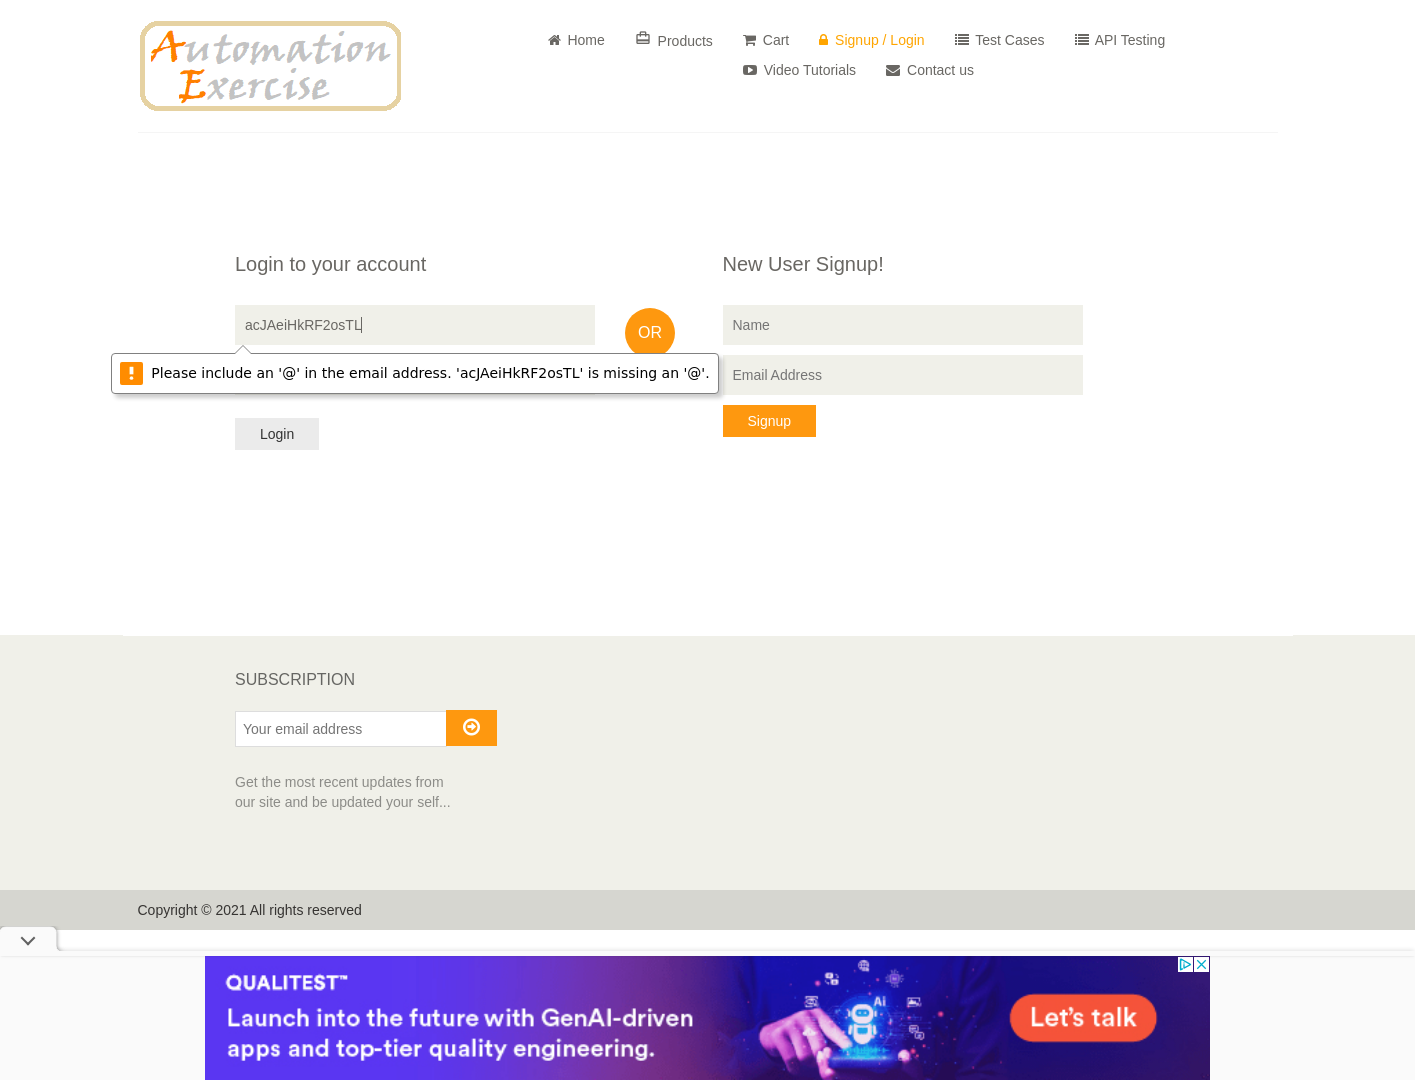 Automation
Exercise
Home
Products
Cart
Signup / Login
Test Cases
API Testing
Video Tutorials
Contact us
Login to your account
acJAeiHkRF2osTL
Please include an '@' in the email address. 'acJAeiHkRF2osTL' is missing an '@'.
Login
OR
New User Signup!
Name
Email Address
Signup
SUBSCRIPTION
Your email address
Get the most recent updates from
our site and be updated your self...
Copyright © 2021 All rights reserved
QUALITEST™
Launch into the future with GenAI-driven
apps and top-tier quality engineering.
Ai
Let's talk